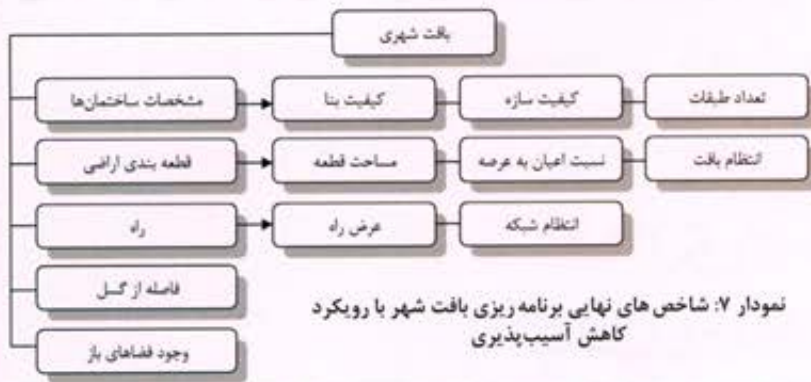 بافت شهری
مشخصات ساختمان‌ها
کیفیت بنا
کیفیت سازه
تعداد طبقات
قطعه بندی اراضی
مساحت قطعه
نسبت اعیان به عرصه
انتظام بافت
راه
عرض راه
انتظام شبکه
فاصله از گسل
وجود فضاهای باز
نمودار ۷: شاخص های نهایی برنامه ریزی بافت شهر با رویکرد
کاهش آسیب‌پذیری